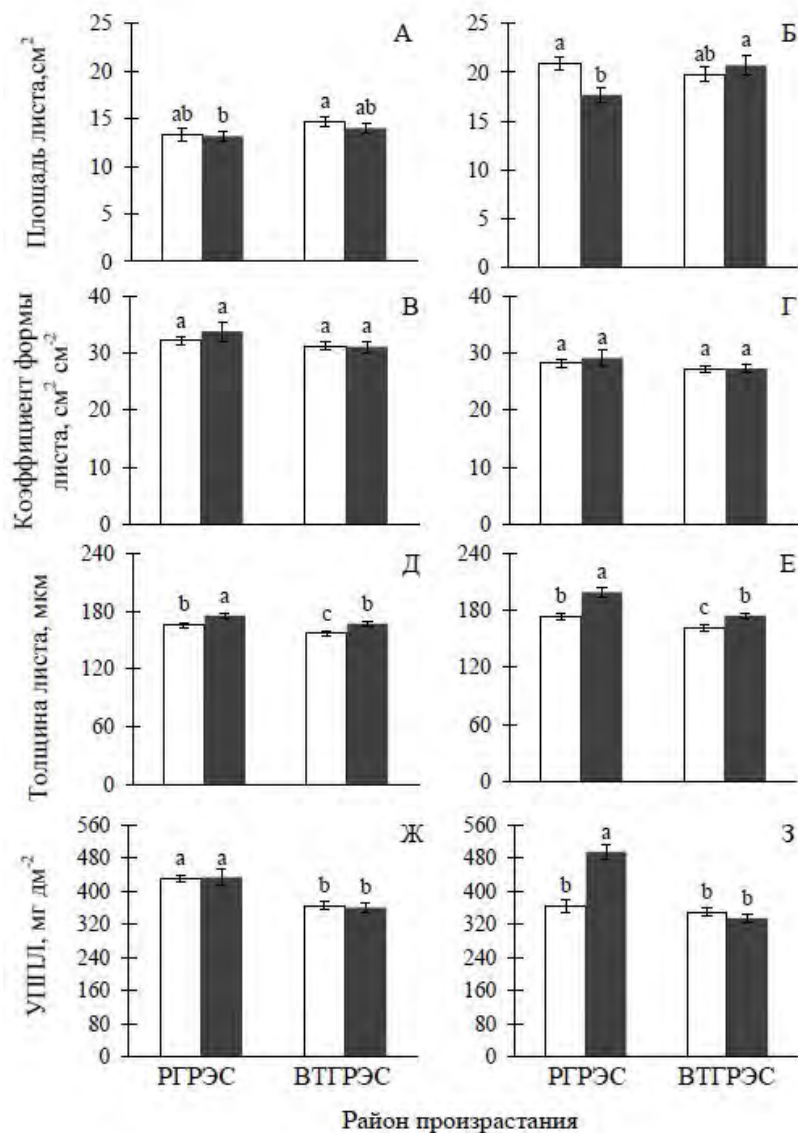 Площадь листа,см²
25
20
15
10
5
0
А
ab
b
a
ab
25
20
15
10
5
0
Б
a
b
ab
a
Коэффициент формы
листа, см² см⁻²
40
30
20
10
0
В
a
a
a
a
40
30
20
10
0
Г
a
a
a
a
Толщина листа, мкм
240
180
120
60
0
Д
b
a
c
b
240
180
120
60
0
Е
b
a
c
b
УППЛ, мг дм⁻²
560
480
400
320
240
160
80
0
Ж
a
a
b
b
560
480
400
320
240
160
80
0
З
b
a
b
b
РГРЭС ВТГРЭС
РГРЭС ВТГРЭС
Район произрастания